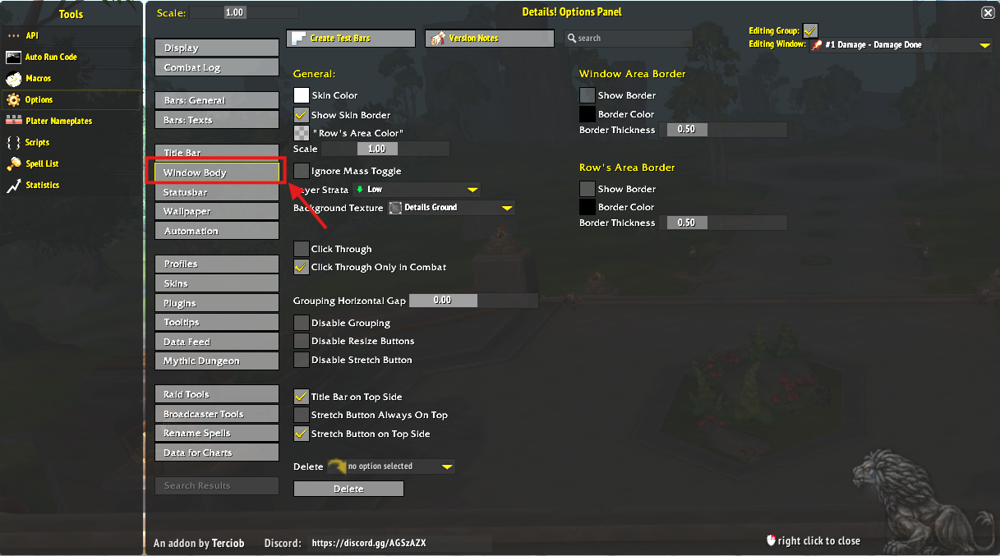 Tools
API
Auto Run Code
Macros
Options
Plater Nameplates
Scripts
Spell List
Statistics
Scale: 1.00
Details! Options Panel
Display
Combat Log
Bars: General
Bars: Texts
Title Bar
Window Body
Statusbar
Wallpaper
Automation
Profiles
Skins
Plugins
Tooltips
Data Feed
Mythic Dungeon
Raid Tools
Broadcaster Tools
Rename Spells
Data for Charts
Search Results
Create Test Bars
Version Notes
search
Editing Group:
Editing Window: #1 Damage - Damage Done
General:
Skin Color
Show Skin Border
"Row's Area Color"
Scale 1.00
Ignore Mass Toggle
ayer Strata Low
Background Texture Details Ground
Click Through
Click Through Only in Combat
Grouping Horizontal Gap 0.00
Disable Grouping
Disable Resize Buttons
Disable Stretch Button
Title Bar on Top Side
Stretch Button Always On Top
Stretch Button on Top Side
Delete no option selected
Delete
Window Area Border
Show Border
Border Color
Border Thickness 0.50
Row's Area Border
Show Border
Border Color
Border Thickness 0.50
An addon by Terciob
Discord: https://discord.gg/AGSzAZX
right click to close